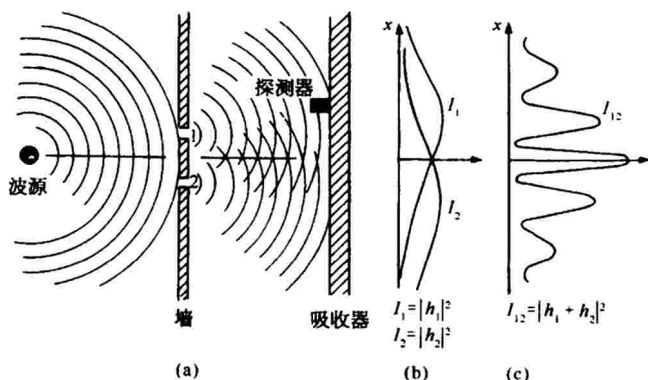 波源
墙
探测器
吸收器
(a)
x
I₁
I₂
I₁=|h₁|²
I₂=|h₂|²
(b)
x
I₁₂
I₁₂=|h₁+h₂|²
(c)